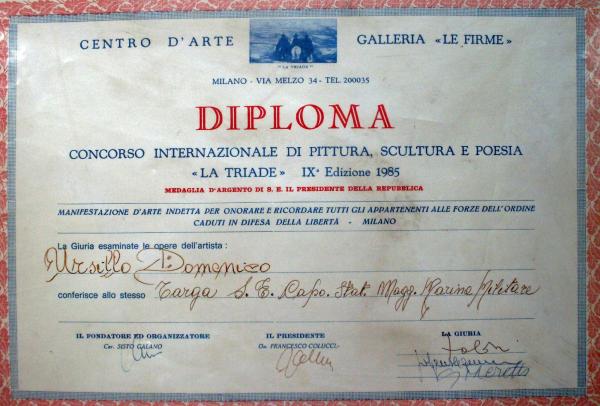 CENTRO D'ARTE GALLERIA «LE FIRME»
"LA TRIADE"
MILANO - VIA MELZO 34 - TEL. 200035
DIPLOMA
CONCORSO INTERNAZIONALE DI PITTURA, SCULTURA E POESIA
«LA TRIADE» IXª Edizione 1985
MEDAGLIA D'ARGENTO DI S. E. IL PRESIDENTE DELLA REPUBBLICA
MANIFESTAZIONE D'ARTE INDETTA PER ONORARE E RICORDARE TUTTI GLI APPARTENENTI ALLE FORZE DELL'ORDINE
CADUTI IN DIFESA DELLA LIBERTÀ - MILANO
La Giuria esaminate le opere dell'artista :
Ursillo Domenico
conferisce allo stesso Targa S. E. Capo. Stat. Magg. Marina Militare
IL FONDATORE ED ORGANIZZATORE IL PRESIDENTE LA GIURIA
Cav. SISTO GALANO On. FRANCESCO COLUCCI